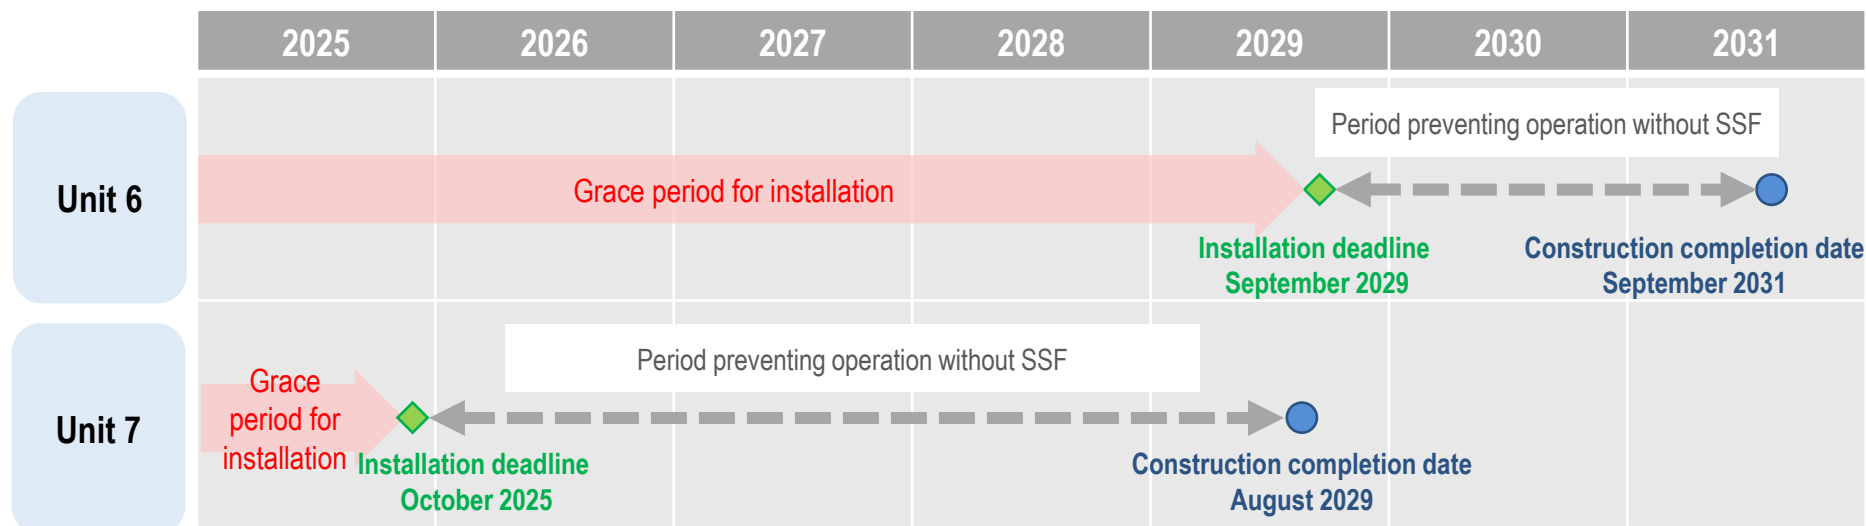 2025 2026 2027 2028 2029 2030 2031
Unit 6
Period preventing operation without SSF
Grace period for installation
Installation deadline
September 2029
Construction completion date
September 2031
Unit 7
Period preventing operation without SSF
Grace
period for
installation
Installation deadline
October 2025
Construction completion date
August 2029